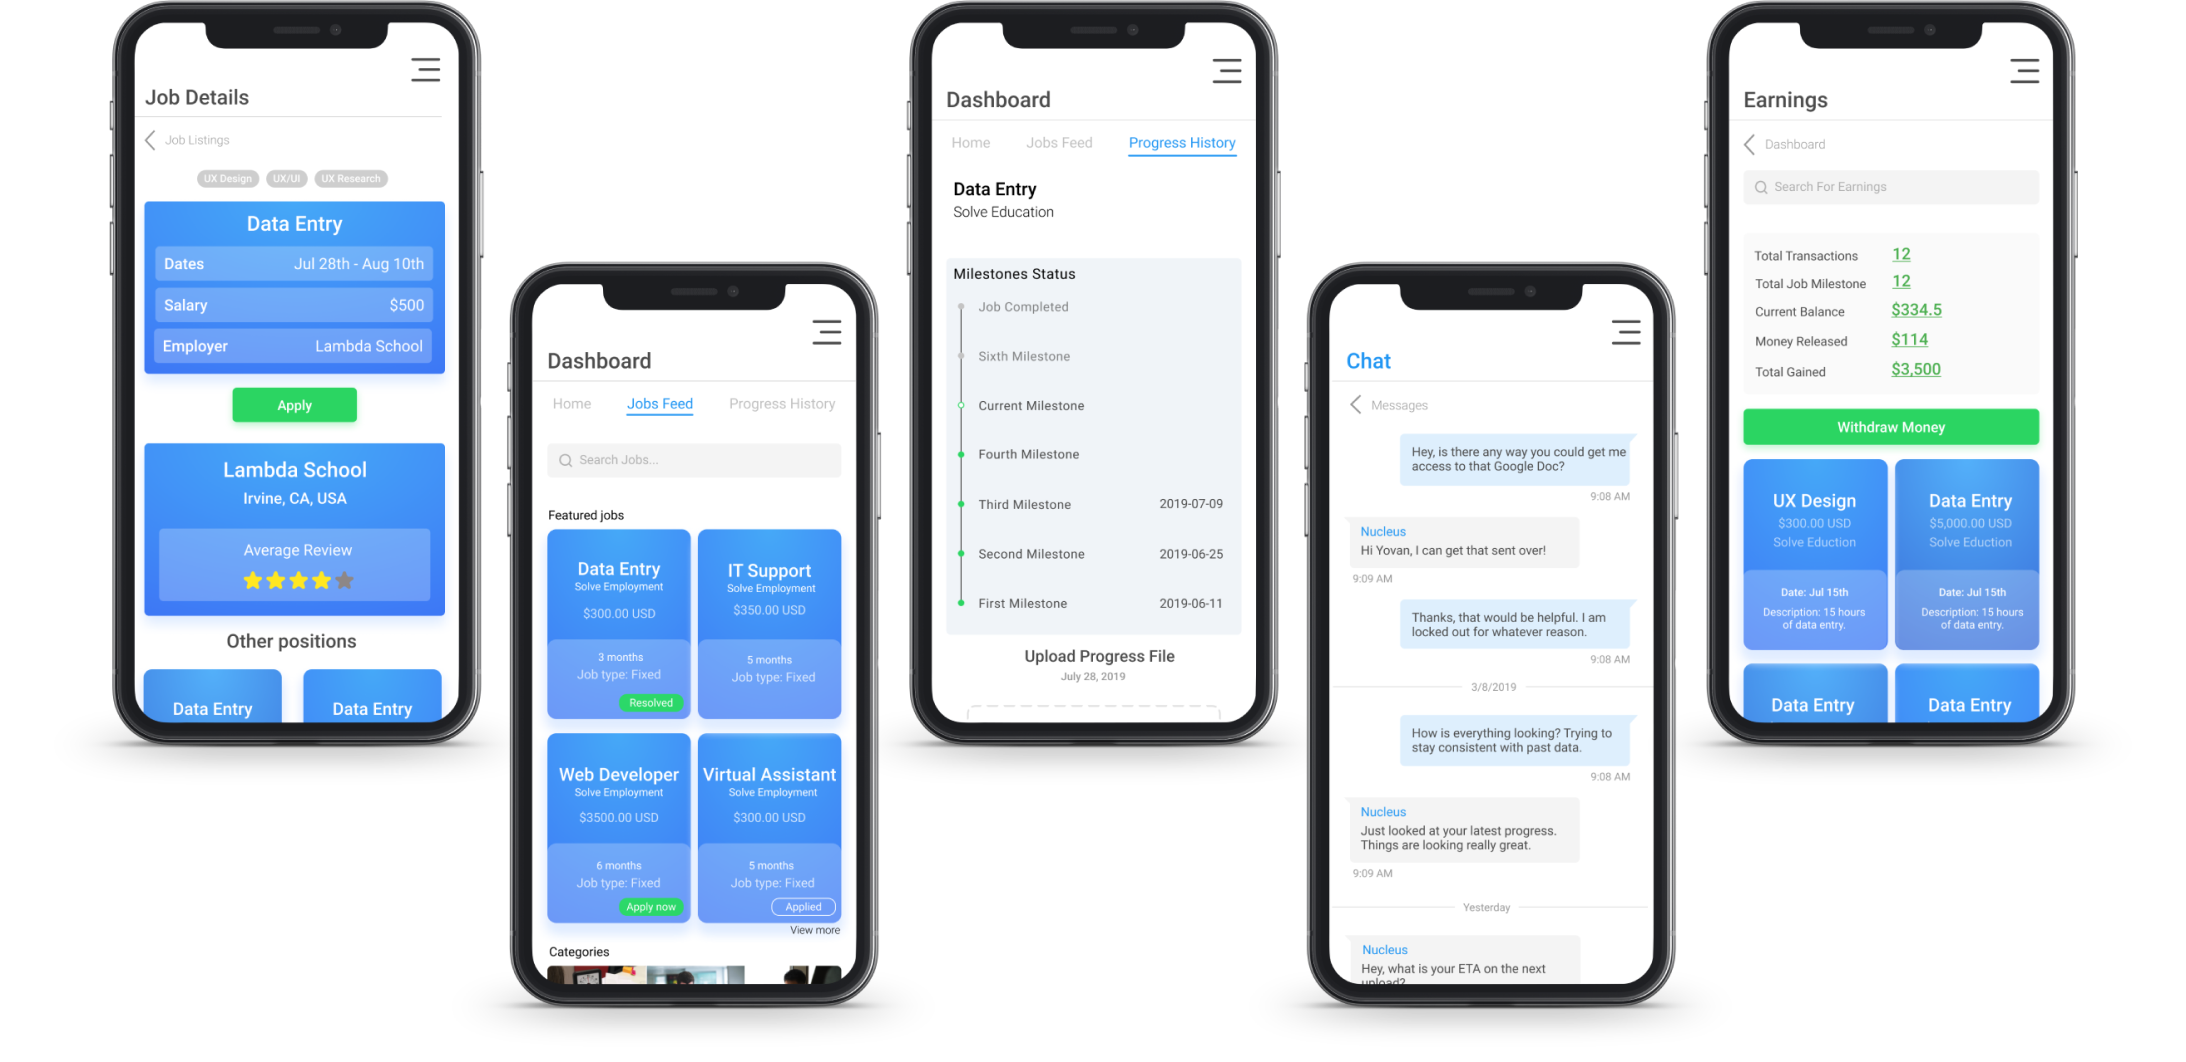 Job Details
Job Listings
UX Design UX/UI UX Research
Data Entry
Dates Jul 28th - Aug 10th
Salary $500
Employer Lambda School
Apply
Lambda School
Irvine, CA, USA
Average Review
Other positions
Data Entry Data Entry
Dashboard
Home Jobs Feed Progress History
Search Jobs...
Featured jobs
Data Entry
Solve Employment
$300.00 USD
3 months
Job type: Fixed
Resolved
IT Support
Solve Employment
$350.00 USD
5 months
Job type: Fixed
Web Developer
Solve Employment
$3500.00 USD
6 months
Job type: Fixed
Apply now
Virtual Assistant
Solve Employment
$300.00 USD
5 months
Job type: Fixed
Applied
View more
Categories
Dashboard
Home Jobs Feed Progress History
Data Entry
Solve Education
Milestones Status
Job Completed
Sixth Milestone
Current Milestone
Fourth Milestone
Third Milestone 2019-07-09
Second Milestone 2019-06-25
First Milestone 2019-06-11
Upload Progress File
July 28, 2019
Chat
Messages
Hey, is there any way you could get me
access to that Google Doc?
9:08 AM
Nucleus
Hi Yovan, I can get that sent over!
9:09 AM
Thanks, that would be helpful. I am
locked out for whatever reason.
9:08 AM
3/8/2019
How is everything looking? Trying to
stay consistent with past data.
9:08 AM
Nucleus
Just looked at your latest progress.
Things are looking really great.
9:09 AM
Yesterday
Nucleus
Hey, what is your ETA on the next
upload?
Earnings
Dashboard
Search For Earnings
Total Transactions 12
Total Job Milestone 12
Current Balance $334.5
Money Released $114
Total Gained $3,500
Withdraw Money
UX Design
$300.00 USD
Solve Eduction
Date: Jul 15th
Description: 15 hours
of data entry.
Data Entry
$5,000.00 USD
Solve Eduction
Date: Jul 15th
Description: 15 hours
of data entry.
Data Entry Data Entry